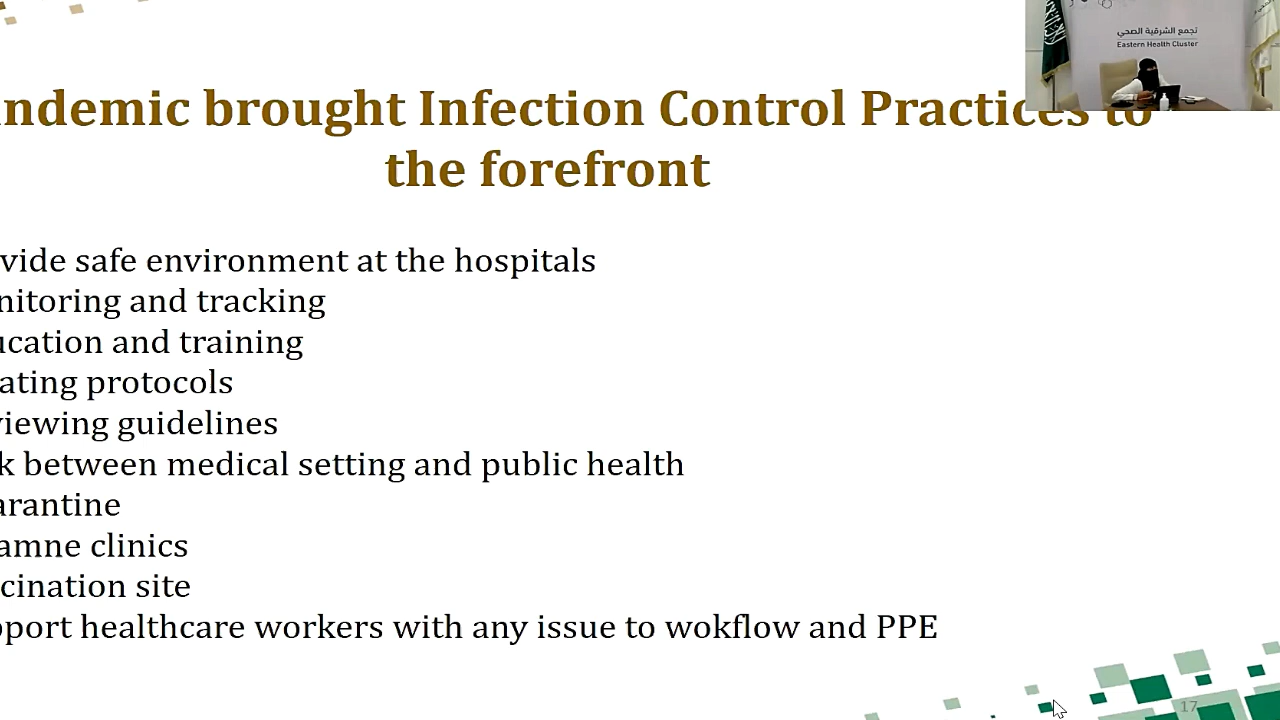 تجمع الشرقية الصحي
Eastern Health Cluster
ndemic brought Infection Control Practices to
the forefront
vide safe environment at the hospitals
nitoring and tracking
ucation and training
ating protocols
viewing guidelines
k between medical setting and public health
arantine
amne clinics
cination site
pport healthcare workers with any issue to wokflow and PPE
17